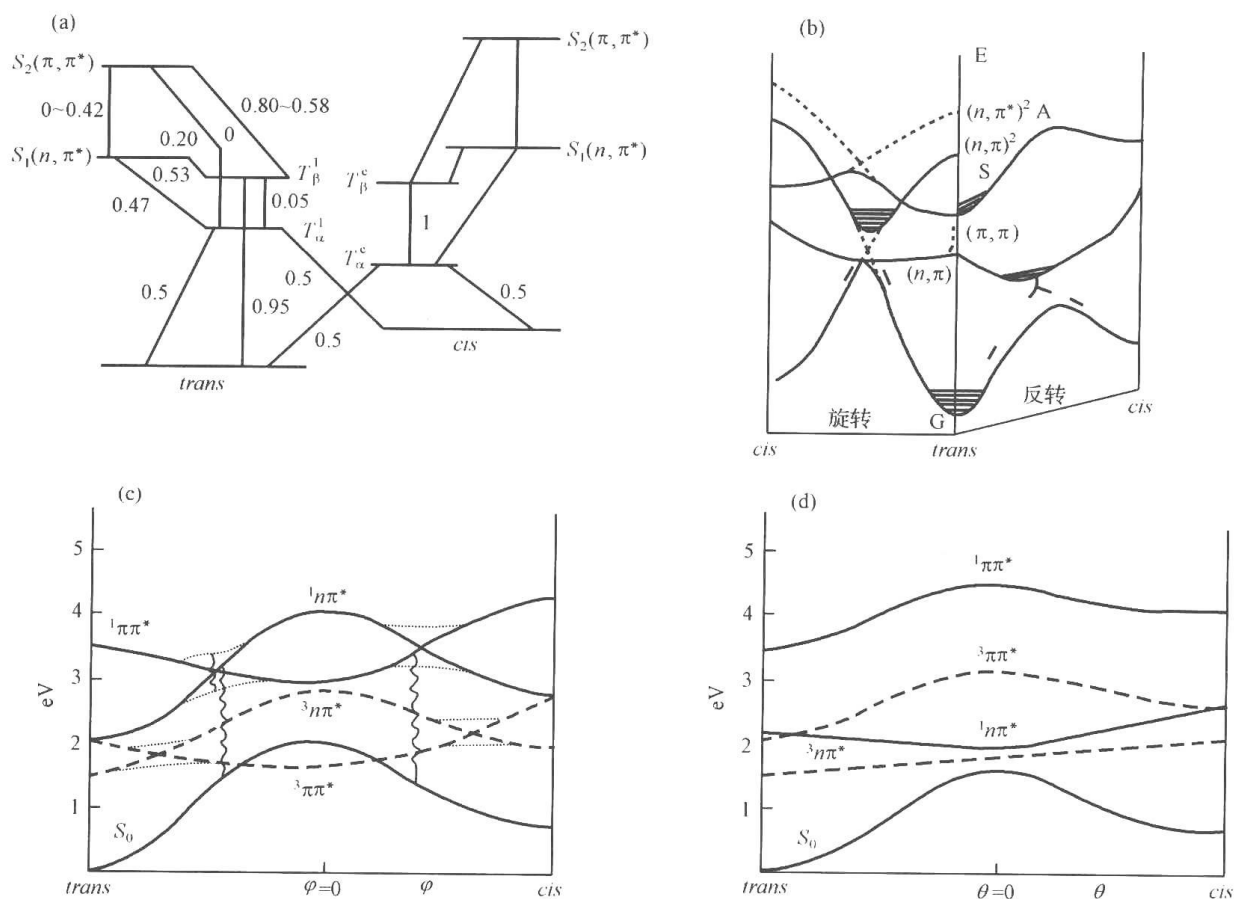 (a)
S₂(π,π*)
S₂(π,π*)
0~0.42
0.80~0.58
0.20
0
S₁(n,π*)
S₁(n,π*)
0.53
T¹β
Tᶜβ
0.47
0.05
1
T¹α
Tᶜα
0.5
0.5
0.5
0.95
0.5
cis
trans
(b)
E
(n,π*)² A
(n,π)²
S
(π,π)
(n,π)
G
旋转
反转
cis
trans
cis
(c)
5
4
3
2
1
eV
¹nπ*
¹ππ*
³nπ*
³ππ*
S₀
trans
φ=0
φ
cis
(d)
5
4
3
2
1
eV
¹ππ*
³ππ*
¹nπ*
³nπ*
S₀
trans
θ=0
θ
cis